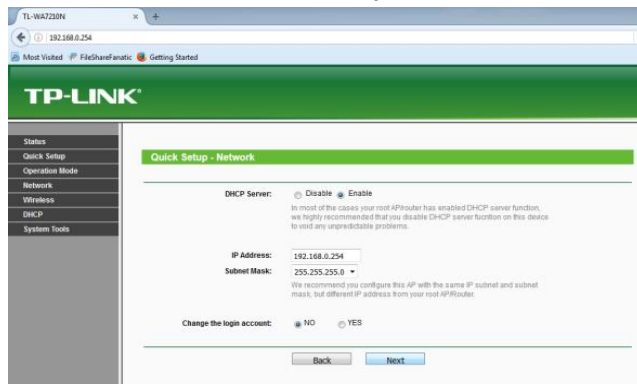 TL-WA7210N × +
192.168.0.254
Most Visited FileShareFanatic Getting Started
TP-LINK®
Status
Quick Setup
Operation Mode
Network
Wireless
DHCP
System Tools
Quick Setup - Network
DHCP Server: Disable Enable
In most of the cases your root AP/router has enabled DHCP server function,
we highly recommended that you disable DHCP server fucntion on this device
to void any unpredictable problems.
IP Address: 192.168.0.254
Subnet Mask: 255.255.255.0
We recommend you configure this AP with the same IP subnet and subnet
mask, but different IP address from your root AP/Router.
Change the login account: NO YES
Back Next